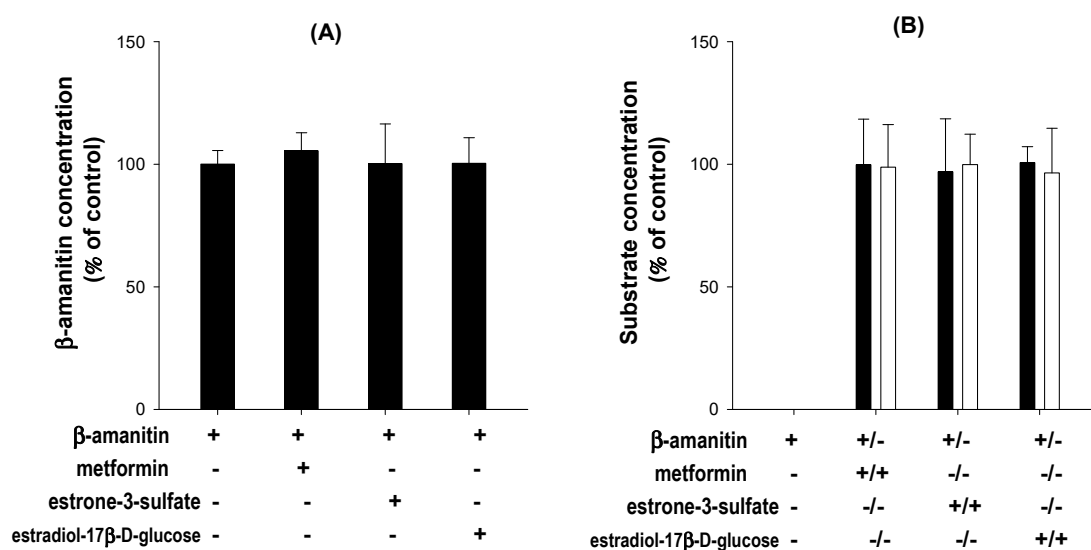 (A)
150
100
50
0
β-amanitin concentration
(% of control)
β-amanitin + + + +
metformin - + - -
estrone-3-sulfate - - + -
estradiol-17β-D-glucose - - - +
(B)
150
100
50
0
Substrate concentration
(% of control)
β-amanitin + +/- +/- +/-
metformin - +/+ -/- -/-
estrone-3-sulfate - -/- +/+ -/-
estradiol-17β-D-glucose - -/- -/- +/+